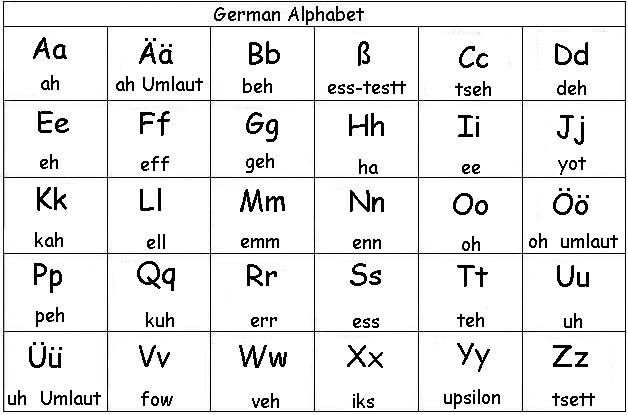 German Alphabet
Aa Ää Bb ß Cc Dd
ah ah Umlaut beh ess-testt tseh deh
Ee Ff Gg Hh Ii Jj
eh eff geh ha ee yot
Kk Ll Mm Nn Oo Öö
kah ell emm enn oh oh umlaut
Pp Qq Rr Ss Tt Uu
peh kuh err ess teh uh
Üü Vv Ww Xx Yy Zz
uh Umlaut fow veh iks upsilon tsett